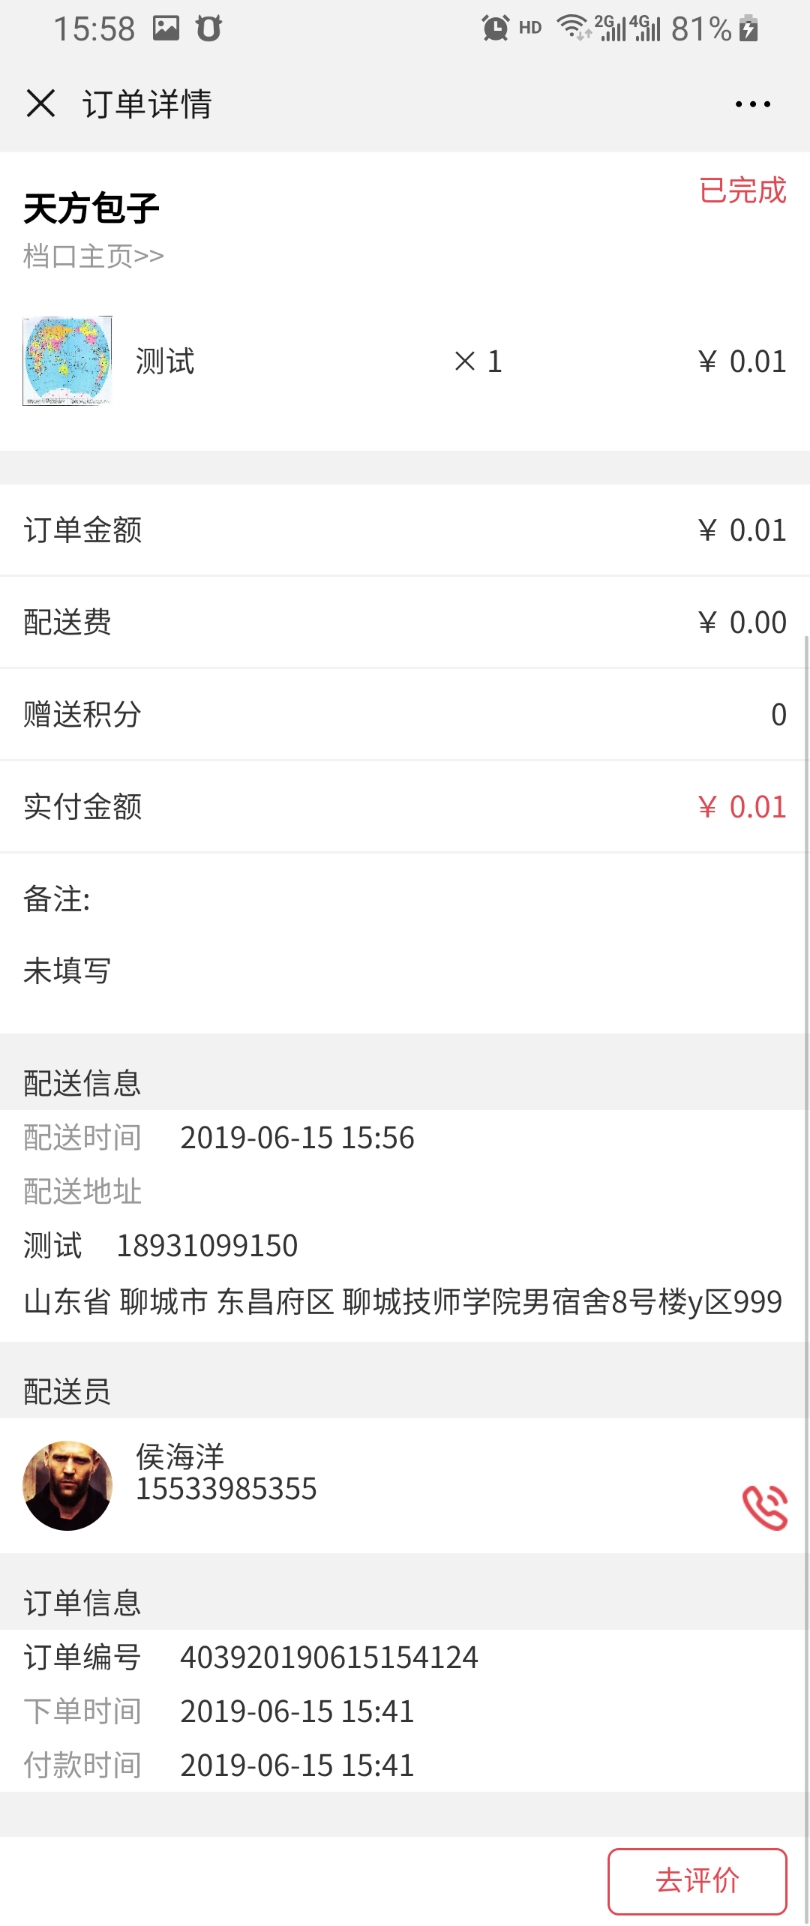 15:58 HD 2G 4G 81%
订单详情
天方包子 已完成
档口主页>>
测试 × 1 ￥ 0.01
订单金额 ￥ 0.01
配送费 ￥ 0.00
赠送积分 0
实付金额 ￥ 0.01
备注:
未填写
配送信息
配送时间 2019-06-15 15:56
配送地址
测试 18931099150
山东省 聊城市 东昌府区 聊城技师学院男宿舍8号楼y区999
配送员
侯海洋
15533985355
订单信息
订单编号 403920190615154124
下单时间 2019-06-15 15:41
付款时间 2019-06-15 15:41
去评价